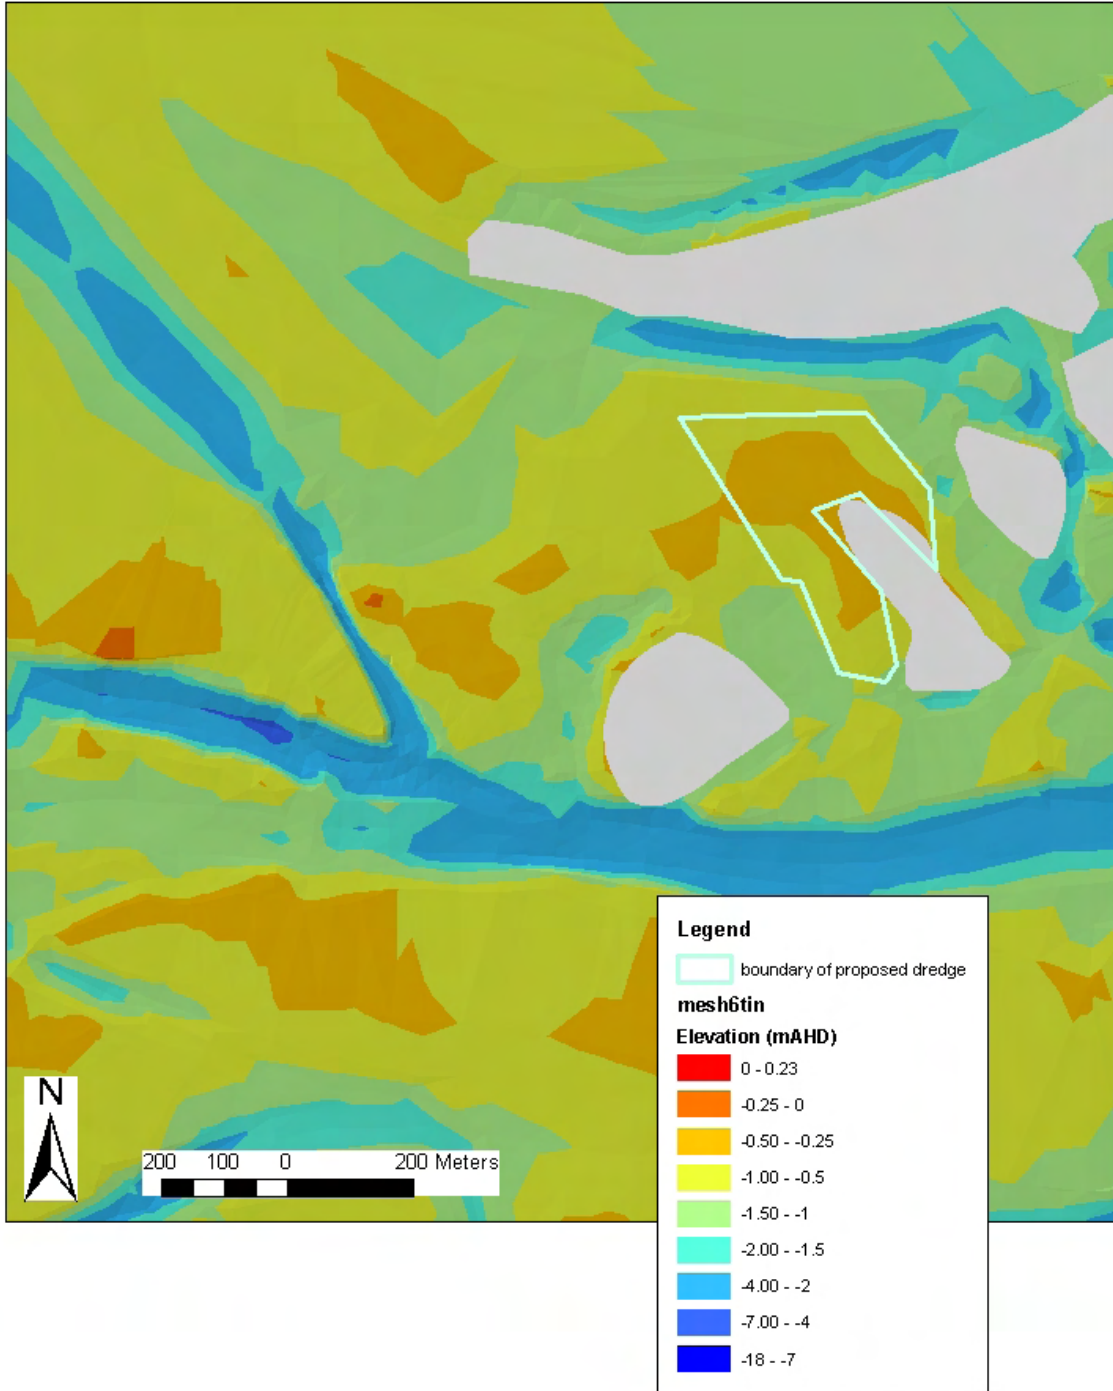 Legend
boundary of proposed dredge
mesh6tin
Elevation (mAHD)
0 - 0.23
-0.25 - 0
-0.50 - -0.25
-1.00 - -0.5
-1.50 - -1
-2.00 - -1.5
-4.00 - -2
-7.00 - -4
-18 - -7
N
200 100 0 200 Meters